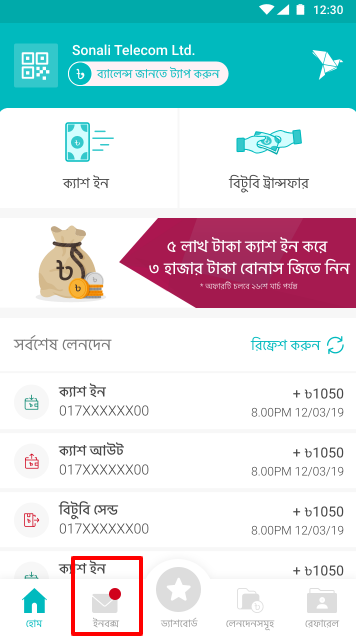 12:30
Sonali Telecom Ltd.
৳ ব্যালেন্স জানতে ট্যাপ করুন
ক্যাশ ইন
বিটুবি ট্রান্সফার
৫ লাখ টাকা ক্যাশ ইন করে
৩ হাজার টাকা বোনাস জিতে নিন
* অফারটি চলবে ২৬শে মার্চ পর্যন্ত
৳
৳
সর্বশেষ লেনদেন
রিফ্রেশ করুন
ক্যাশ ইন
+ ৳1050
017XXXXXX00
8.00PM 12/03/19
ক্যাশ আউট
+ ৳1050
017XXXXXX00
8.00PM 12/03/19
বিটুবি সেন্ড
+ ৳1050
017XXXXXX00
8.00PM 12/03/19
ক্যাশ ইন
+ ৳1050
হোম
ইনবক্স
ড্যাশবোর্ড
লেনদেনসমূহ
রেফারেল